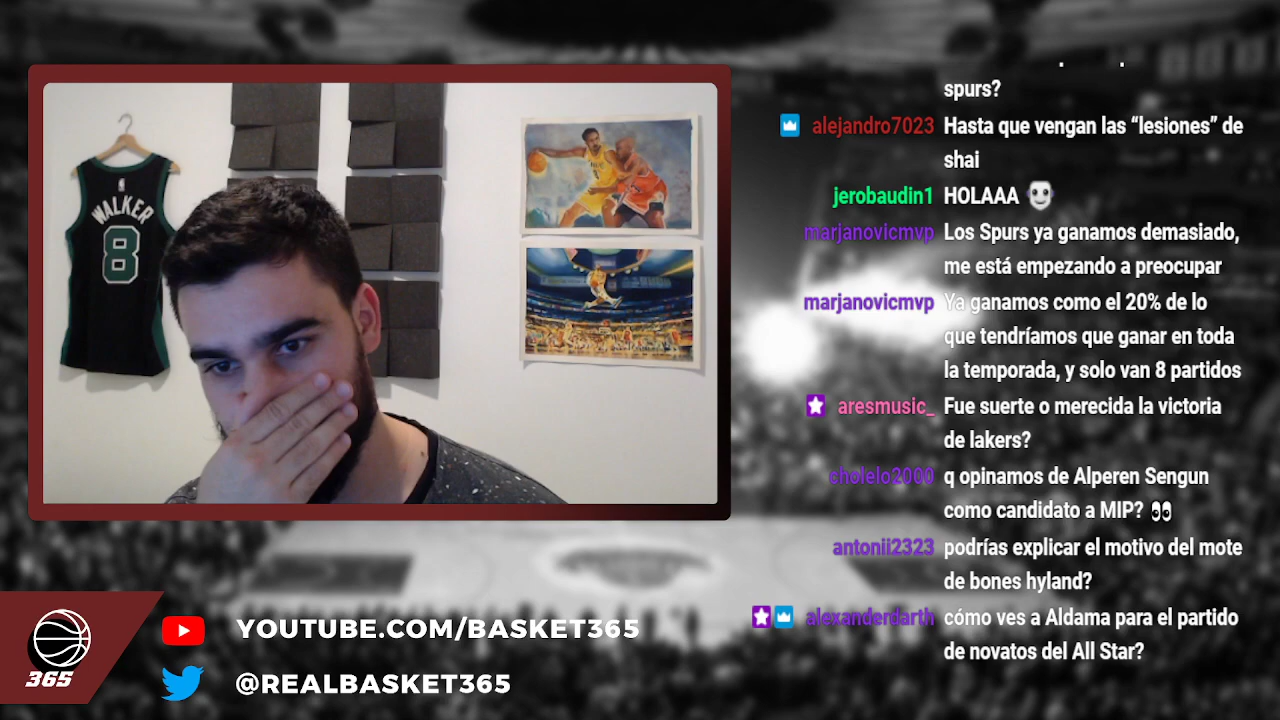 WALKER
8
spurs?
alejandro7023 Hasta que vengan las “lesiones” de
shai
jerobaudin1 HOLAAA
marjanovicmvp Los Spurs ya ganamos demasiado,
me está empezando a preocupar
marjanovicmvp Ya ganamos como el 20% de lo
que tendríamos que ganar en toda
la temporada, y solo van 8 partidos
aresmusic_ Fue suerte o merecida la victoria
de lakers?
cholelo2000 q opinamos de Alperen Sengun
como candidato a MIP?
antonii2323 podrías explicar el motivo del mote
de bones hyland?
alexanderdarth cómo ves a Aldama para el partido
de novatos del All Star?
365
YOUTUBE.COM/BASKET365
@REALBASKET365